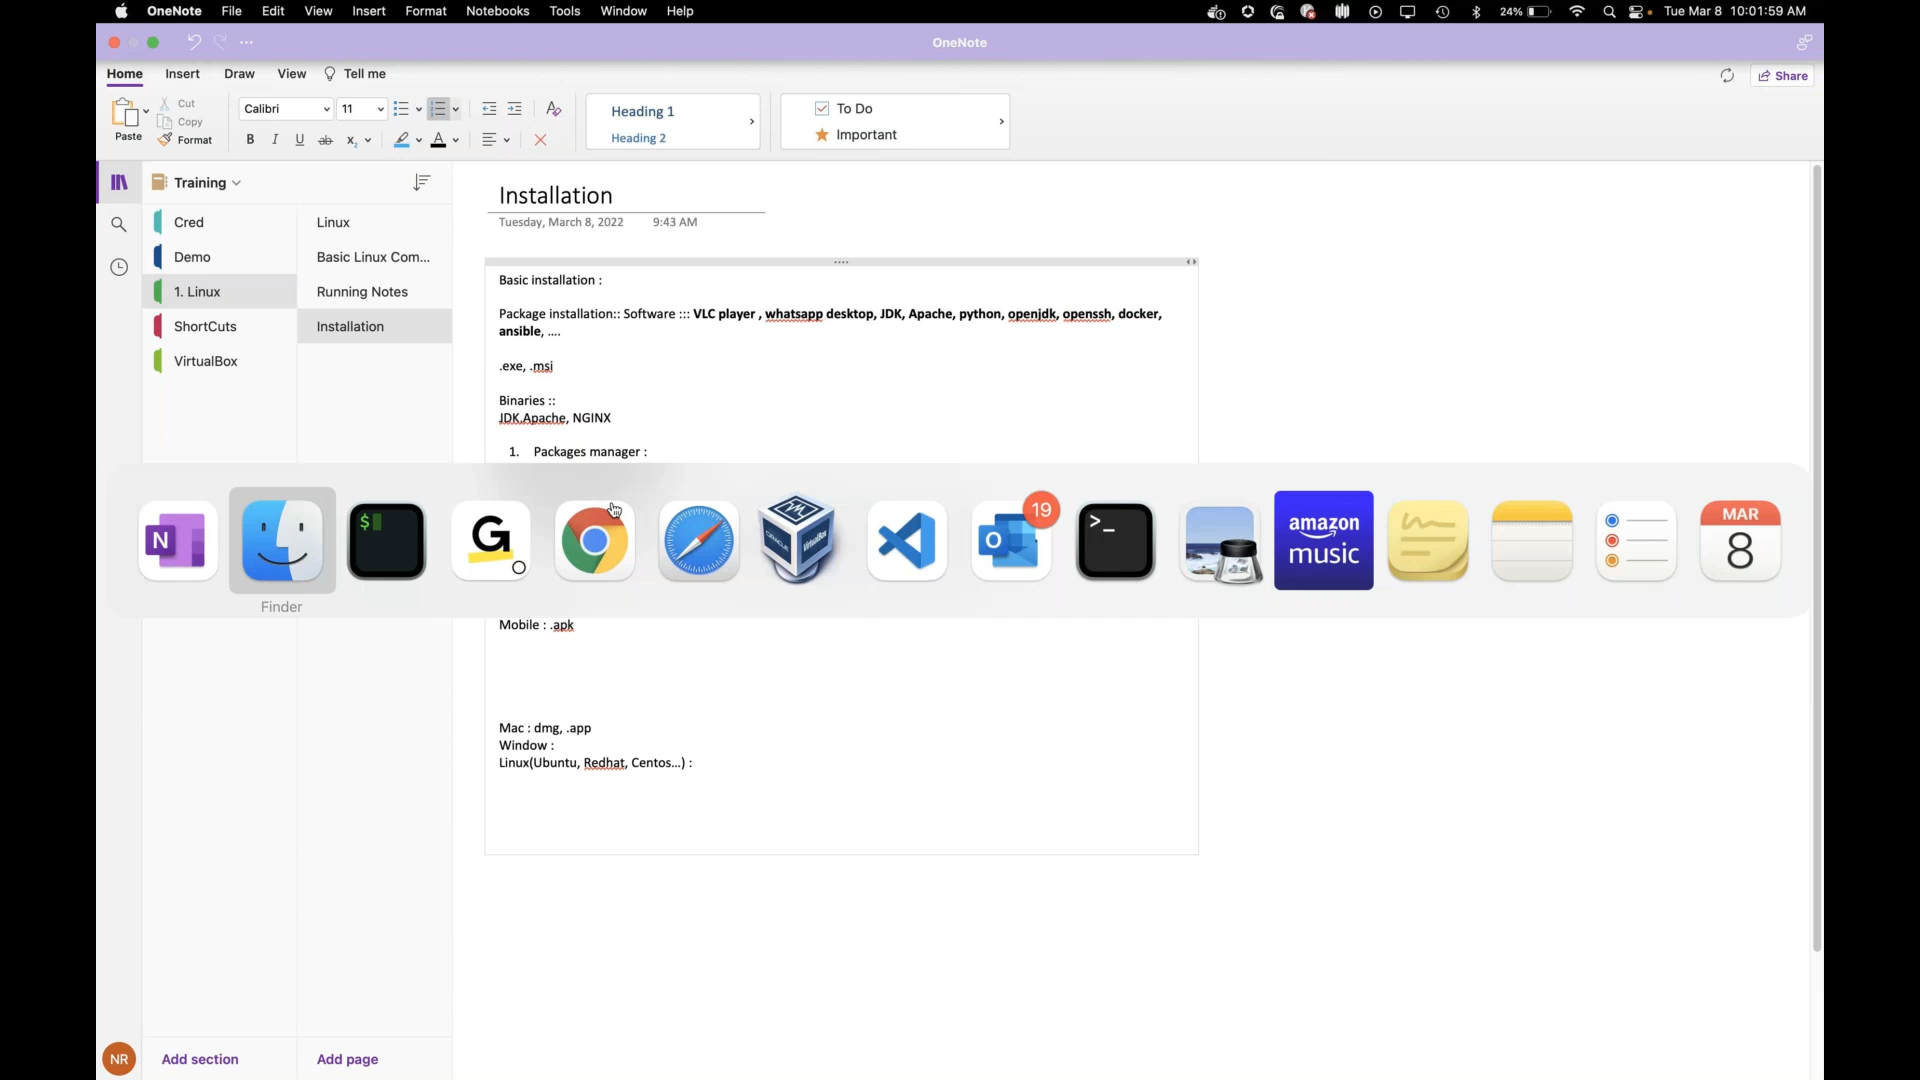 OneNote File Edit View Insert Format Notebooks Tools Window Help 24% Tue Mar 8 10:01:59 AM
OneNote
Home Insert Draw View Tell me Share
Paste Cut Copy Format
Calibri 11
B I U ab x₂ A
Heading 1
Heading 2
To Do
Important
Training
Cred
Demo
1. Linux
ShortCuts
VirtualBox
Linux
Basic Linux Com...
Running Notes
Installation
Installation
Tuesday, March 8, 2022 9:43 AM
Basic installation :
Package installation:: Software ::: VLC player , whatsapp desktop, JDK, Apache, python, openjdk, openssh, docker,
ansible, ....
.exe, .msi
Binaries ::
JDK,Apache, NGINX
1. Packages manager :
N $ G O 19 >_ amazon music MAR 8
Finder
Mobile : .apk
Mac : dmg, .app
Window :
Linux(Ubuntu, Redhat, Centos...) :
NR Add section Add page